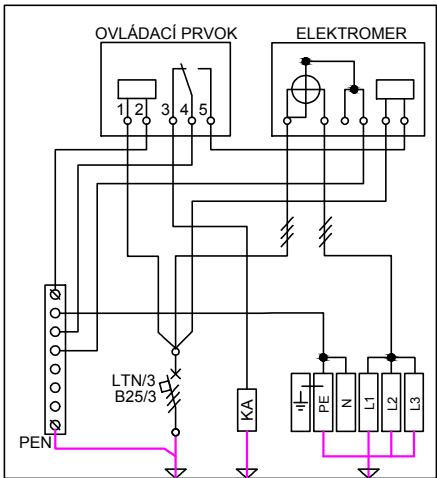 OVLÁDACÍ PRVOK
ELEKTROMER
1 2 3 4 5
LTN/3
B25/3
KA
PE
N
L1
L2
L3
PEN